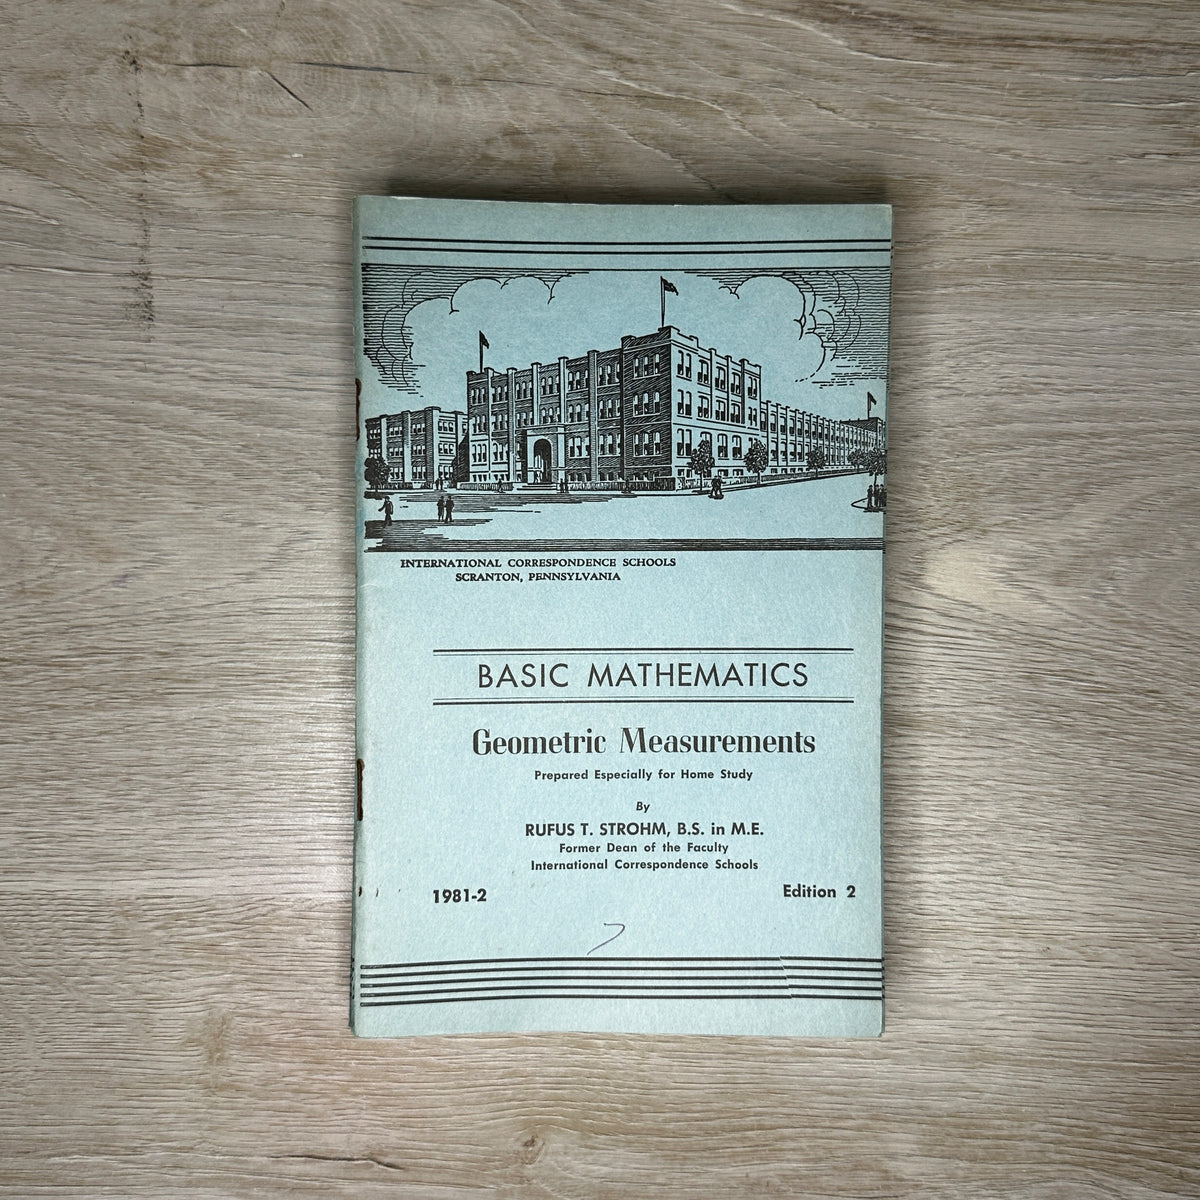 INTERNATIONAL CORRESPONDENCE SCHOOLS
SCRANTON, PENNSYLVANIA
BASIC MATHEMATICS
Geometric Measurements
Prepared Especially for Home Study
By
RUFUS T. STROHM, B.S. in M.E.
Former Dean of the Faculty
International Correspondence Schools
1981-2 Edition 2
7